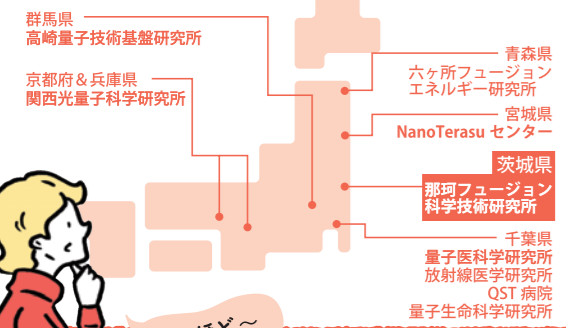 群馬県
高崎量子技術基盤研究所
京都府＆兵庫県
関西光量子科学研究所
青森県
六ヶ所フュージョン
エネルギー研究所
宮城県
NanoTerasu センター
茨城県
那珂フュージョン
科学技術研究所
千葉県
量子医科学研究所
放射線医学研究所
QST 病院
量子生命科学研究所
ほど～